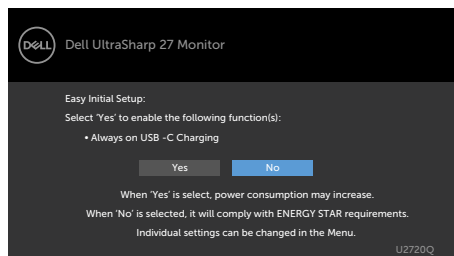 DELL
Dell UltraSharp 27 Monitor
Easy Initial Setup:
Select 'Yes' to enable the following function(s):
• Always on USB -C Charging
Yes No
When 'Yes' is select, power consumption may increase.
When 'No' is selected, it will comply with ENERGY STAR requirements.
Individual settings can be changed in the Menu.
U2720Q